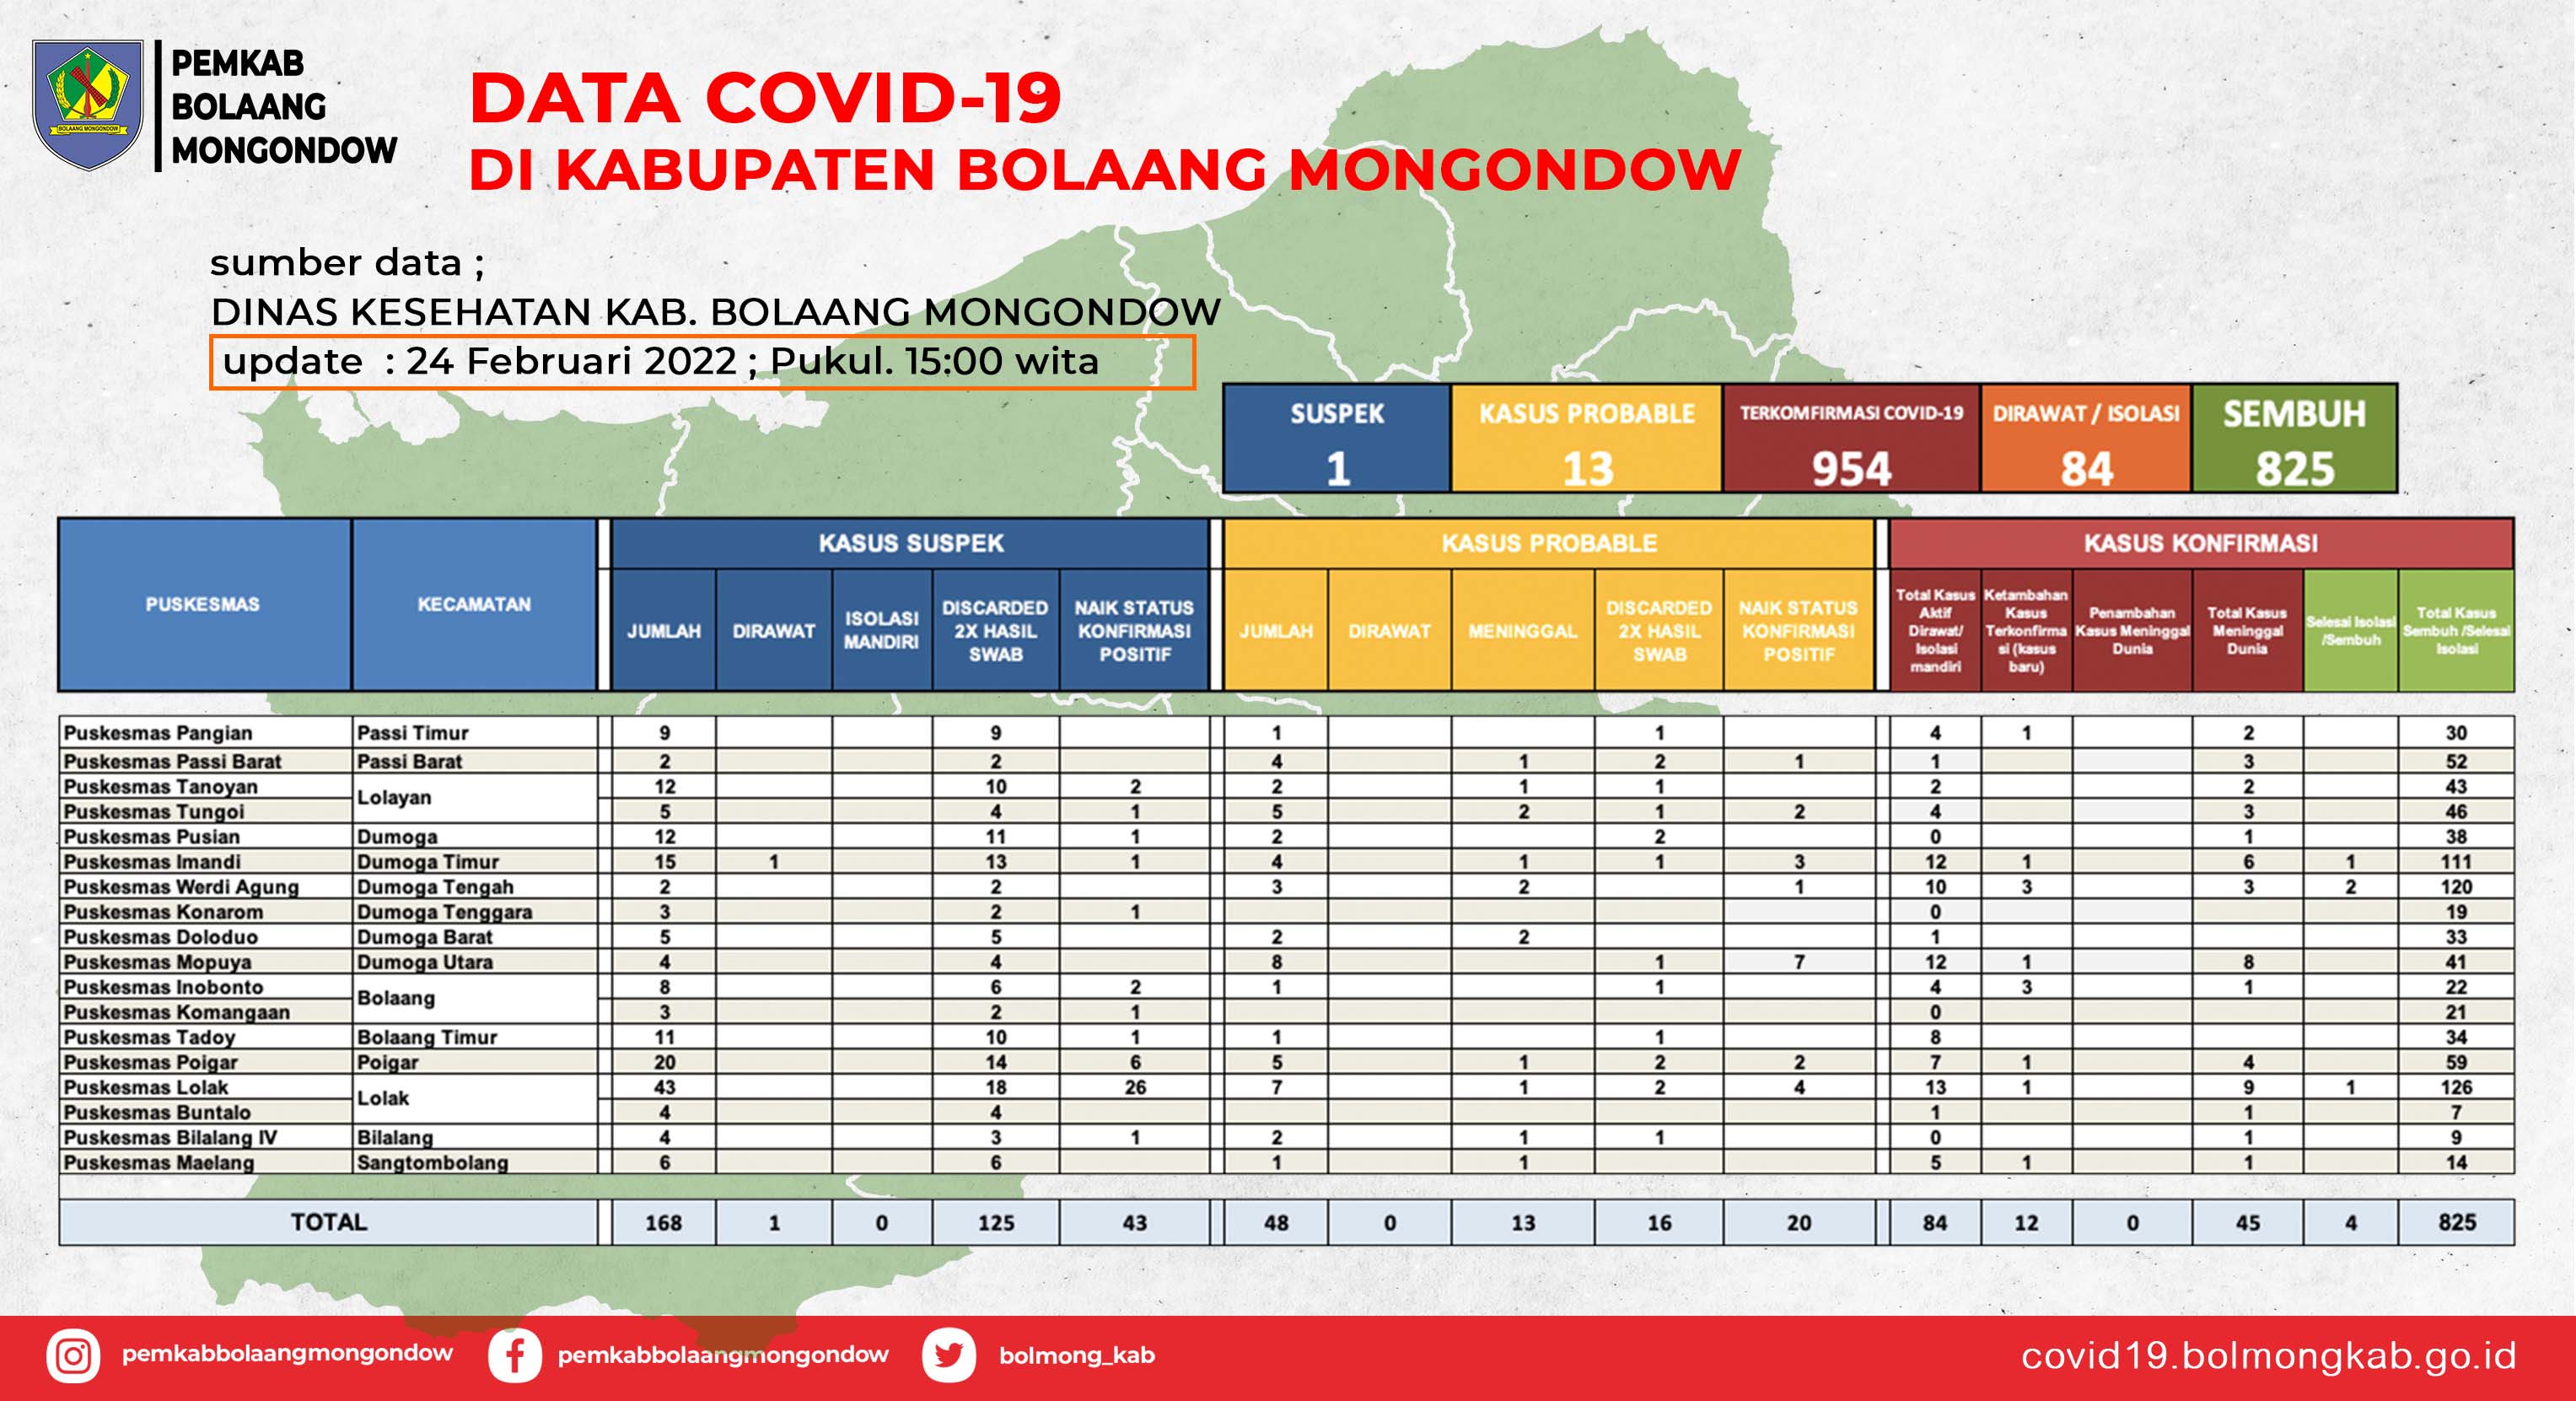 PEMKAB
BOLAANG
MONGONDOW
BOLAANG MONGONDOW
DATA COVID-19
DI KABUPATEN BOLAANG MONGONDOW
sumber data ;
DINAS KESEHATAN KAB. BOLAANG MONGONDOW
update : 24 Februari 2022 ; Pukul. 15:00 wita
SUSPEK KASUS PROBABLE TERKOMFIRMASI COVID-19 DIRAWAT / ISOLASI SEMBUH
1 13 954 84 825
PUSKESMAS KECAMATAN
KASUS SUSPEK
JUMLAH
DIRAWAT
ISOLASI
MANDIRI
DISCARDED
2X HASIL
SWAB
NAIK STATUS
KONFIRMASI
POSITIF
KASUS PROBABLE
JUMLAH
DIRAWAT
MENINGGAL
DISCARDED
2X HASIL
SWAB
NAIK STATUS
KONFIRMASI
POSITIF
KASUS KONFIRMASI
Total Kasus
Aktif
Dirawat/
Isolasi
mandiri
Ketambahan
Kasus
Terkonfirma
si (kasus
baru)
Penambahan
Kasus Meninggal
Dunia
Total Kasus
Meninggal
Dunia
Selesai Isolasi
/Sembuh
Total Kasus
Sembuh /Selesai
Isolasi
Puskesmas Pangian Passi Timur 9 9 1 1 4 1 2 30
Puskesmas Passi Barat Passi Barat 2 2 4 1 2 1 1 3 52
Puskesmas Tanoyan Lolayan 12 10 2 2 1 1 2 2 43
Puskesmas Tungoi 5 4 1 5 2 1 2 4 3 46
Puskesmas Pusian Dumoga 12 11 1 2 2 0 1 38
Puskesmas Imandi Dumoga Timur 15 1 13 1 4 1 1 3 12 1 6 1 111
Puskesmas Werdi Agung Dumoga Tengah 2 2 3 2 1 10 3 3 2 120
Puskesmas Konarom Dumoga Tenggara 3 2 1 0 19
Puskesmas Doloduo Dumoga Barat 5 5 2 2 1 33
Puskesmas Mopuya Dumoga Utara 4 4 8 1 7 12 1 8 41
Puskesmas Inobonto Bolaang 8 6 2 1 1 4 3 1 22
Puskesmas Komangaan 3 2 1 0 21
Puskesmas Tadoy Bolaang Timur 11 10 1 1 1 8 34
Puskesmas Poigar Poigar 20 14 6 5 1 2 2 7 1 4 59
Puskesmas Lolak Lolak 43 18 26 7 1 2 4 13 1 9 1 126
Puskesmas Buntalo 4 4 1 1 7
Puskesmas Bilalang IV Bilalang 4 3 1 2 1 1 0 1 9
Puskesmas Maelang Sangtombolang 6 6 1 1 5 1 1 14
TOTAL 168 1 0 125 43 48 0 13 16 20 84 12 0 45 4 825
pemkabbolaangmongondow pemkabbolaangmongondow bolmong_kab covid19.bolmongkab.go.id